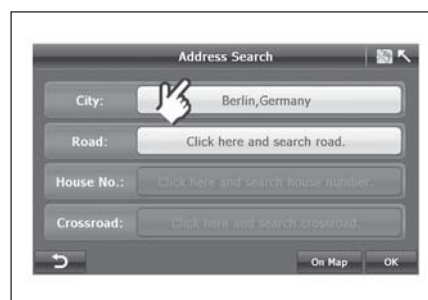 Address Search
City: Berlin,Germany
Road: Click here and search road.
House No.: Click here and search house number.
Crossroad: Click here and search crossroad.
On Map OK